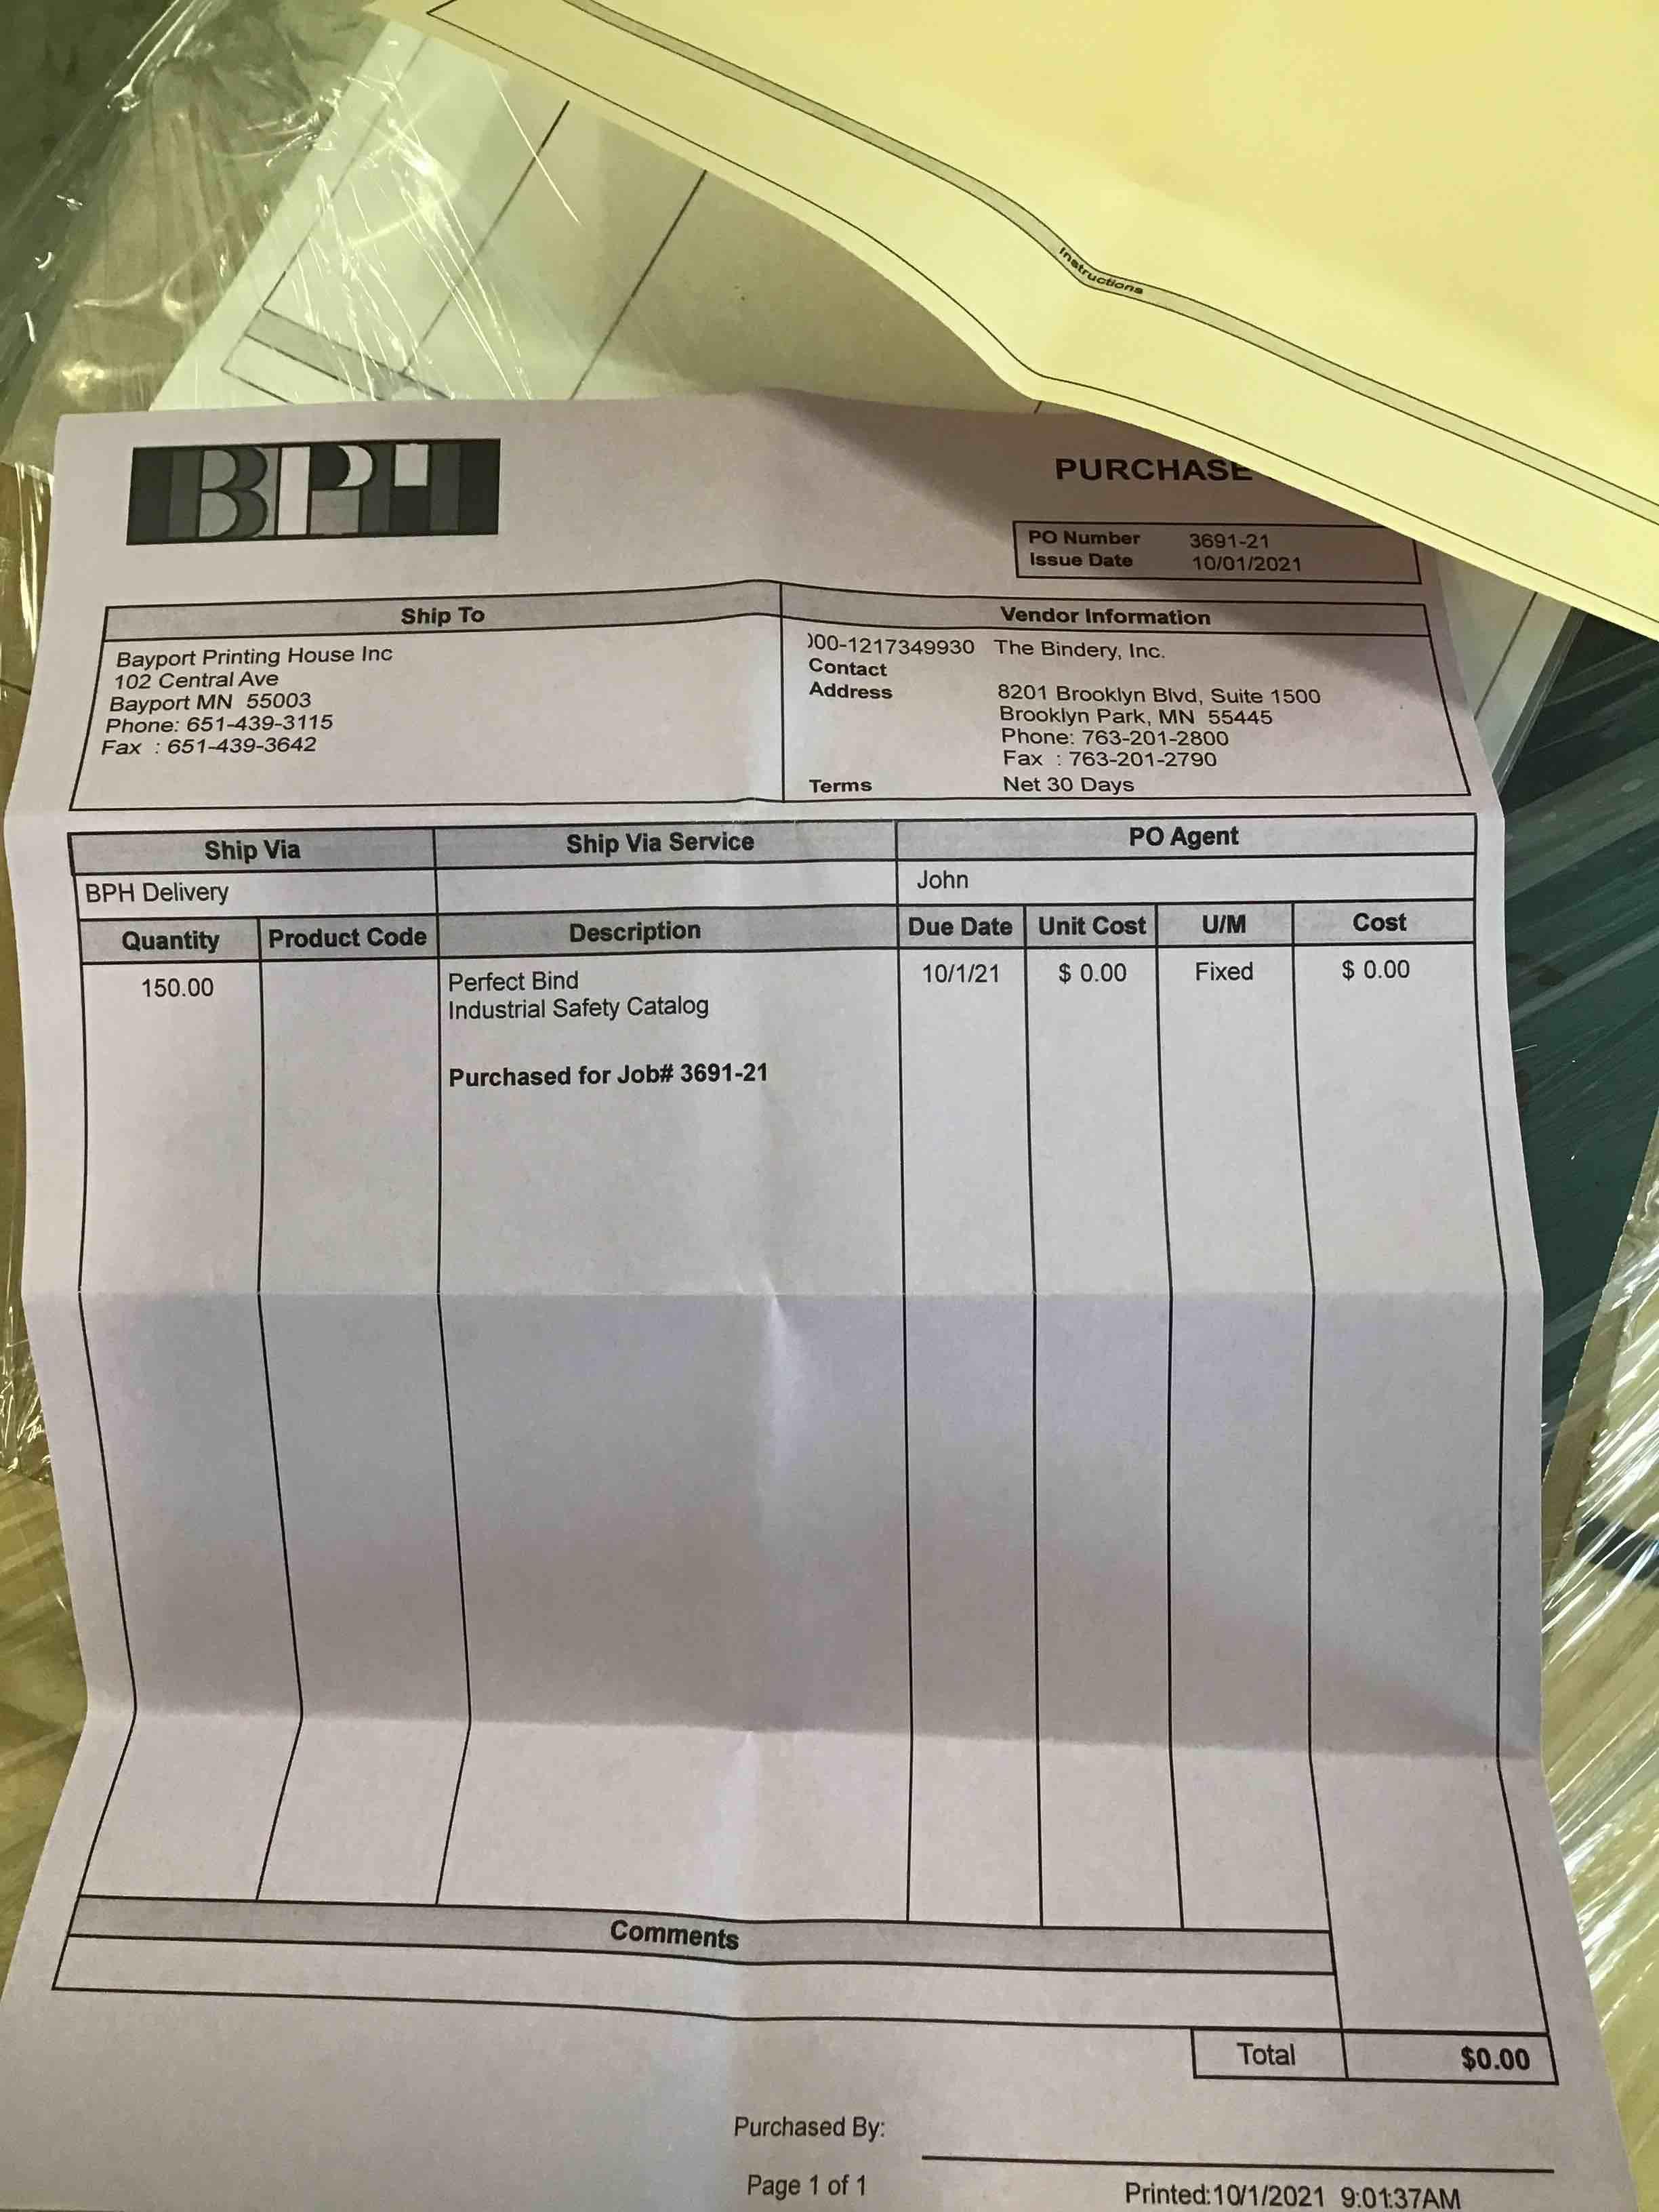 Instructions
BPH
PURCHASE
PO Number 3691-21
Issue Date 10/01/2021
Ship To
Vendor Information
Bayport Printing House Inc
102 Central Ave
Bayport MN 55003
Phone: 651-439-3115
Fax : 651-439-3642
00-1217349930 The Bindery, Inc.
Contact
Address 8201 Brooklyn Blvd, Suite 1500
Brooklyn Park, MN 55445
Phone: 763-201-2800
Fax : 763-201-2790
Terms Net 30 Days
Ship Via Ship Via Service PO Agent
BPH Delivery John
Quantity Product Code Description Due Date Unit Cost U/M Cost
150.00 Perfect Bind 10/1/21 $ 0.00 Fixed $ 0.00
Industrial Safety Catalog
Purchased for Job# 3691-21
Comments
Total $0.00
Purchased By:
Page 1 of 1 Printed:10/1/2021 9:01:37AM